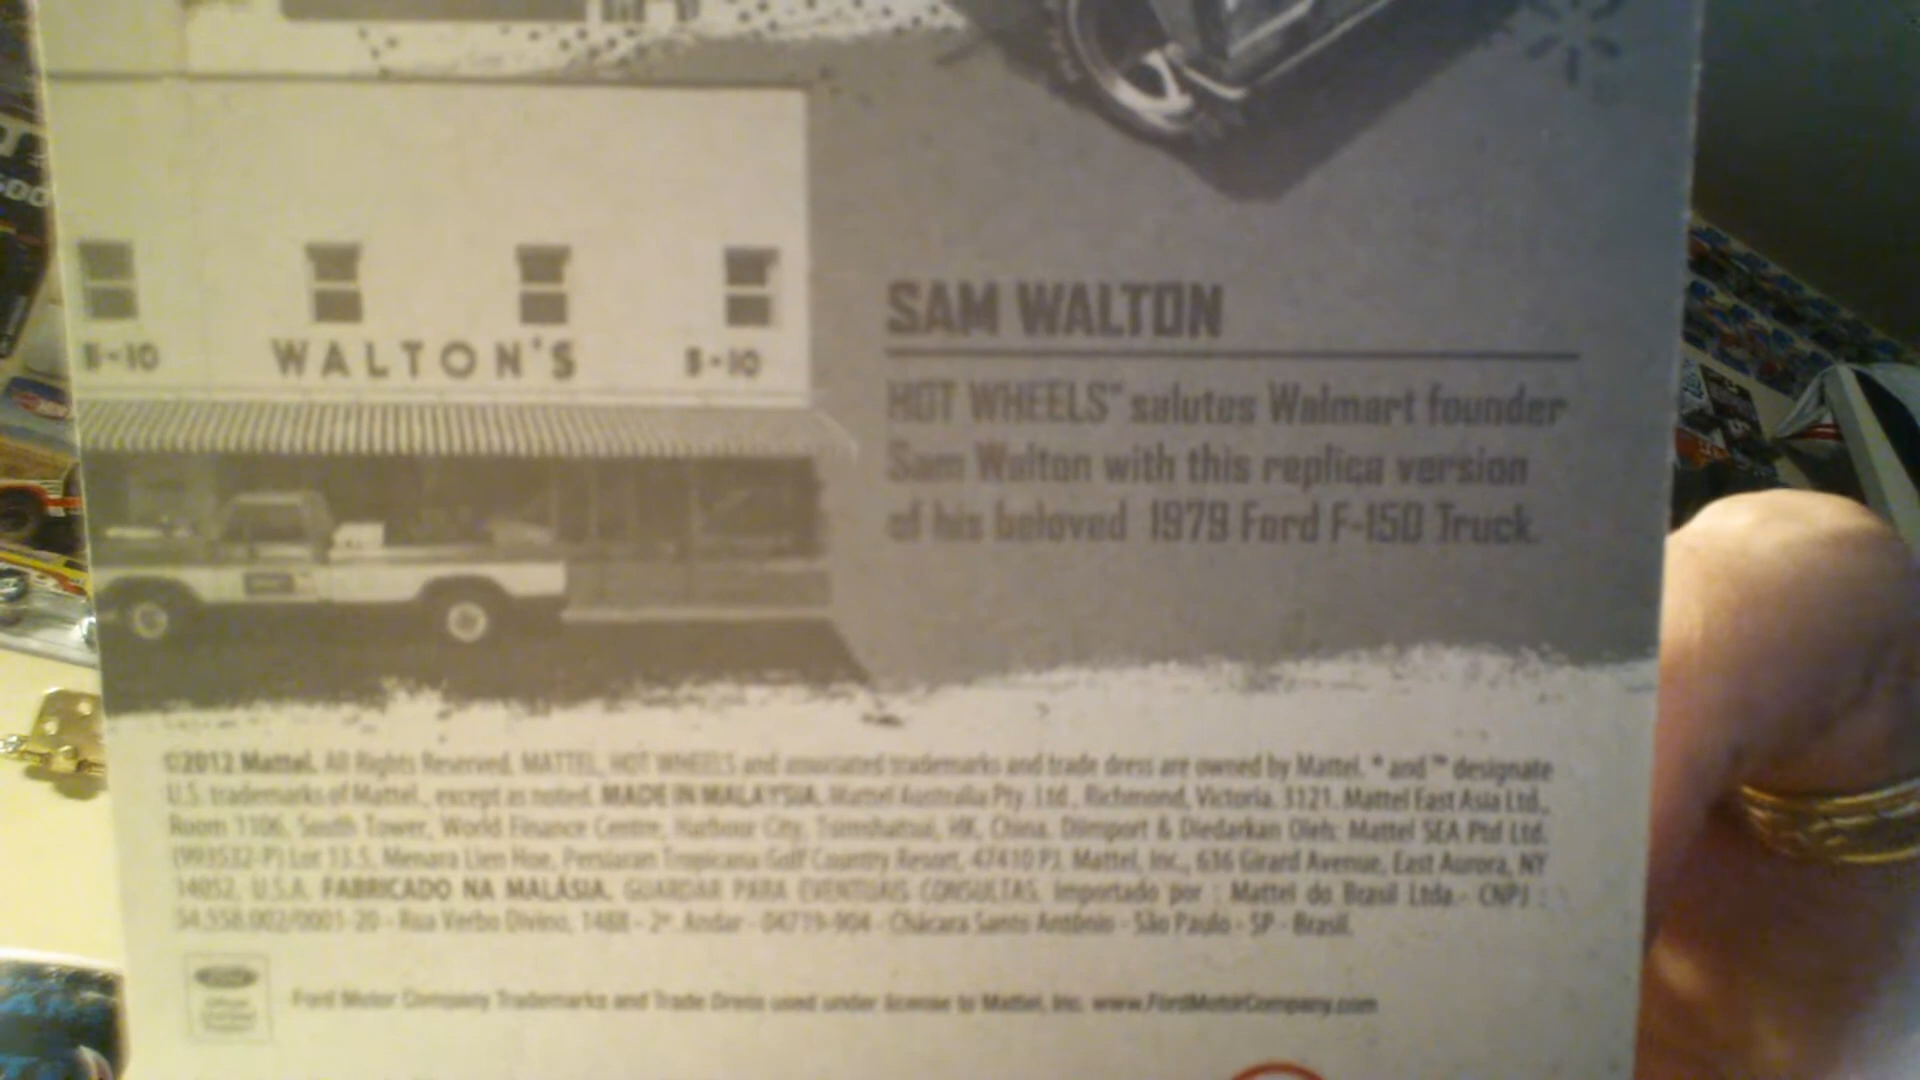 5-10 WALTON'S 5-10
SAM WALTON
HOT WHEELS™ salutes Walmart founder
Sam Walton with this replica version
of his beloved 1979 Ford F-150 Truck.
©2012 Mattel. All Rights Reserved. MATTEL, HOT WHEELS and associated trademarks and trade dress are owned by Mattel. ® and ™ designate
U.S. trademarks of Mattel, except as noted. MADE IN MALAYSIA. Mattel Australia Pty. Ltd., Richmond, Victoria. 3121. Mattel East Asia Ltd.,
Room 1106, South Tower, World Finance Centre, Harbour City, Tsimshatsui, HK, China. Diimport & Diedarkan Oleh: Mattel SEA Ptd Ltd.
(993532-P) Lot 13.5, Menara Lien Hoe, Persiaran Tropicana Golf Country Resort, 47410 PJ. Mattel, Inc., 636 Girard Avenue, East Aurora, NY
14052, U.S.A. FABRICADO NA MALÁSIA. GUARDAR PARA EVENTUAIS CONSULTAS. Importado por : Mattel do Brasil Ltda.- CNPJ :
54.558.002/0001-20 - Rua Verbo Divino, 1488 - 2º. Andar - 04719-904 - Chácara Santo Antônio - São Paulo - SP - Brasil.
Ford Motor Company Trademarks and Trade Dress used under license to Mattel, Inc. www.FordMotorCompany.com